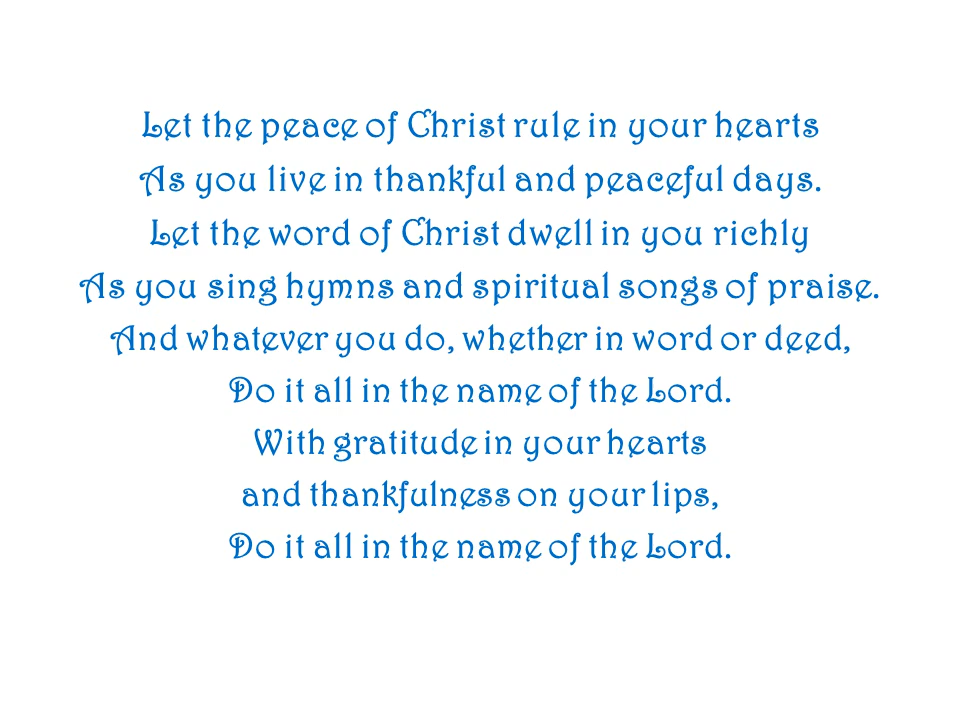 Let the peace of Christ rule in your hearts
As you live in thankful and peaceful days.
Let the word of Christ dwell in you richly
As you sing hymns and spiritual songs of praise.
And whatever you do, whether in word or deed,
Do it all in the name of the Lord.
With gratitude in your hearts
and thankfulness on your lips,
Do it all in the name of the Lord.